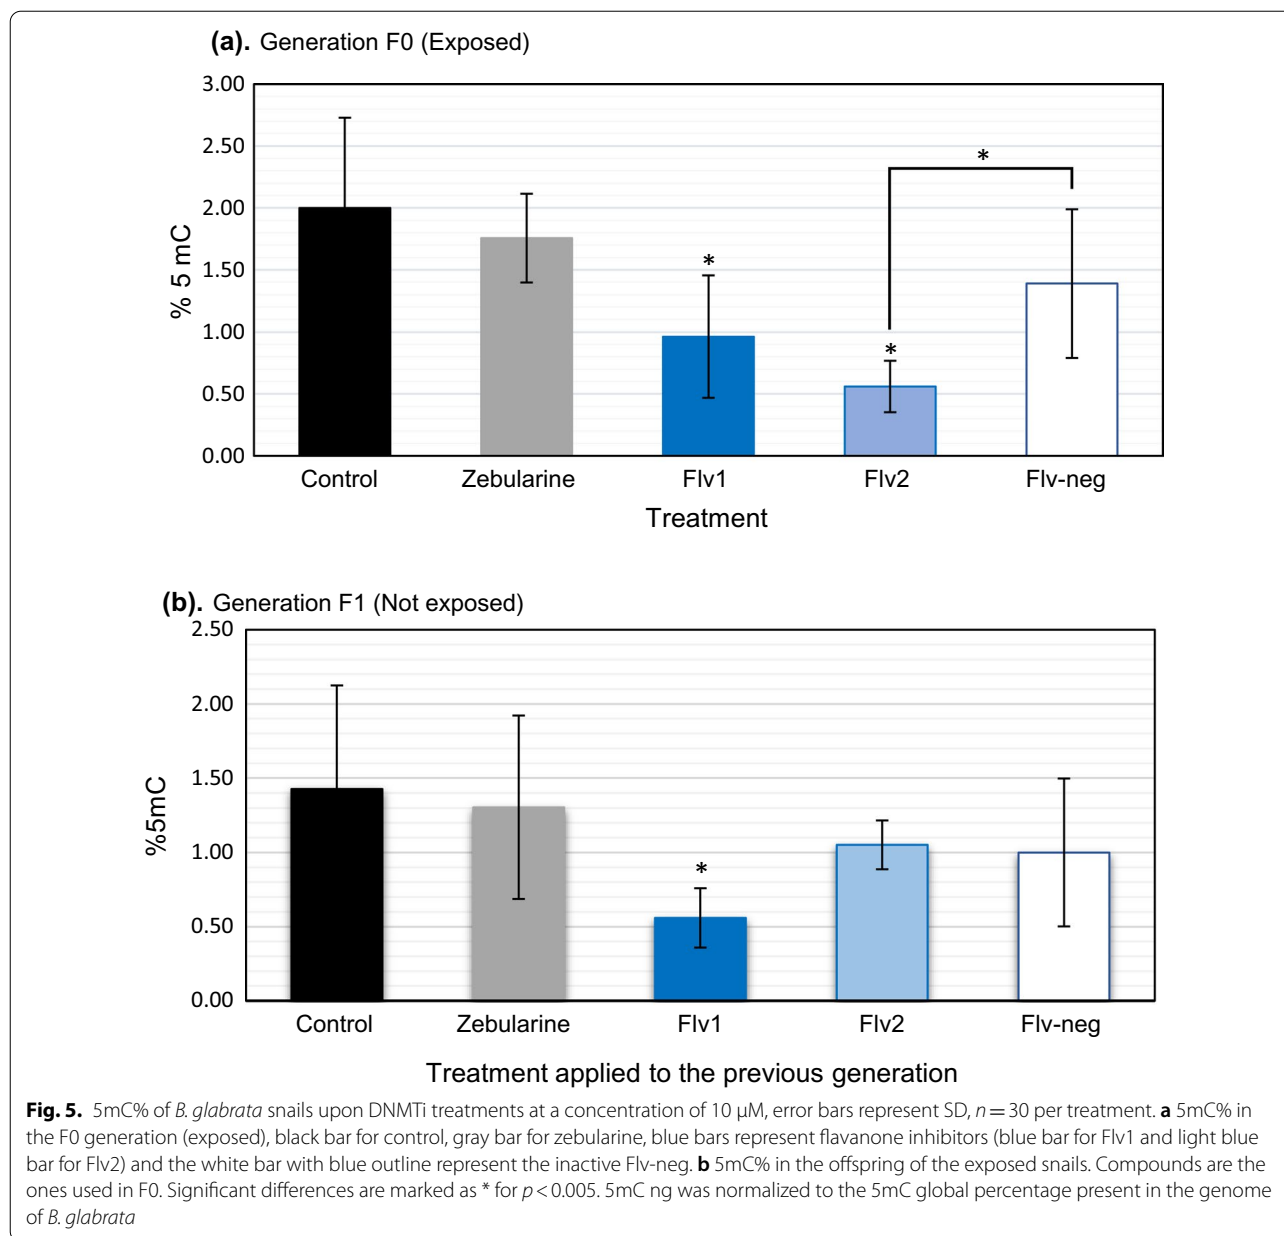 (a). Generation F0 (Exposed)
3.00
2.50
2.00
1.50
1.00
0.50
0.00
% 5 mC
*
*
*
Control Zebularine Flv1 Flv2 Flv-neg
Treatment
(b). Generation F1 (Not exposed)
2.50
2.00
1.50
1.00
0.50
0.00
%5mC
*
Control Zebularine Flv1 Flv2 Flv-neg
Treatment applied to the previous generation
Fig. 5. 5mC% of B. glabrata snails upon DNMTi treatments at a concentration of 10 µM, error bars represent SD, n = 30 per treatment. a 5mC% in
the F0 generation (exposed), black bar for control, gray bar for zebularine, blue bars represent flavanone inhibitors (blue bar for Flv1 and light blue
bar for Flv2) and the white bar with blue outline represent the inactive Flv-neg. b 5mC% in the offspring of the exposed snails. Compounds are the
ones used in F0. Significant differences are marked as * for p < 0.005. 5mC ng was normalized to the 5mC global percentage present in the genome
of B. glabrata